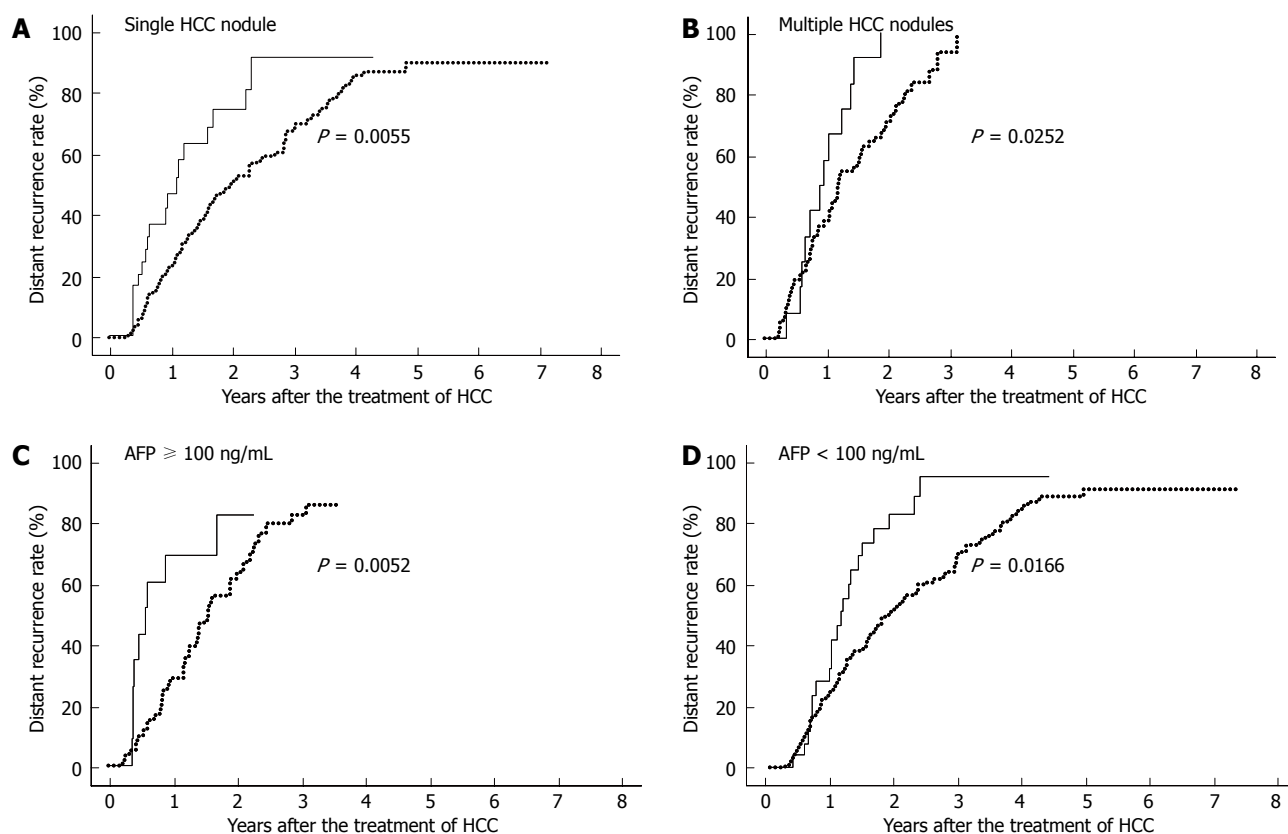 A Single HCC nodule
100
80
60
40
20
0
Distant recurrence rate (%)
P = 0.0055
0 1 2 3 4 5 6 7 8
Years after the treatment of HCC
B Multiple HCC nodules
100
80
60
40
20
0
Distant recurrence rate (%)
P = 0.0252
0 1 2 3 4 5 6 7 8
Years after the treatment of HCC
C AFP ⩾ 100 ng/mL
100
80
60
40
20
0
Distant recurrence rate (%)
P = 0.0052
0 1 2 3 4 5 6 7 8
Years after the treatment of HCC
D AFP < 100 ng/mL
100
80
60
40
20
0
Distant recurrence rate (%)
P = 0.0166
0 1 2 3 4 5 6 7 8
Years after the treatment of HCC